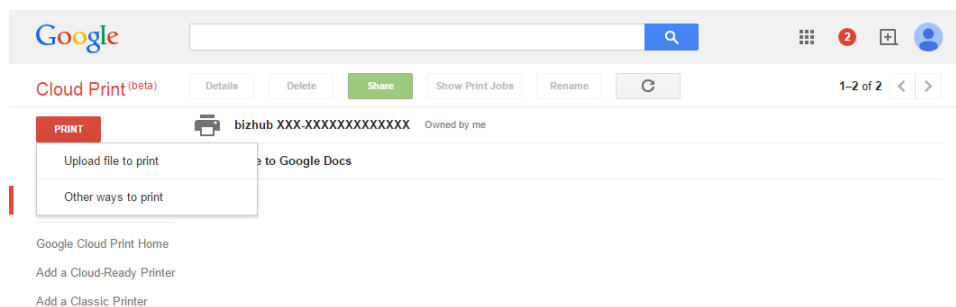 Google
2
Cloud Print (beta)
Details Delete Share Show Print Jobs Rename
1–2 of 2
PRINT
bizhub XXX-XXXXXXXXXXXXX Owned by me
Upload file to print
to Google Docs
Other ways to print
Google Cloud Print Home
Add a Cloud-Ready Printer
Add a Classic Printer